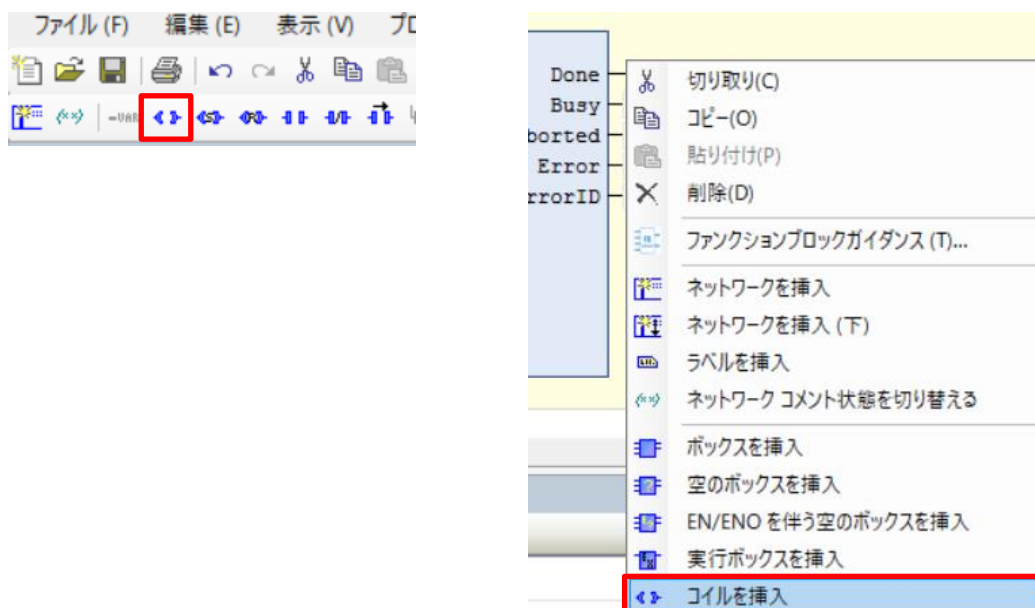 ファイル (F) 編集 (E) 表示 (V)
=VAR
Done
Busy
borted
Error
rrorID
切り取り(C)
コピー(O)
貼り付け(P)
削除(D)
ファンクションブロックガイダンス (T)...
ネットワークを挿入
ネットワークを挿入 (下)
ラベルを挿入
ネットワーク コメント状態を切り替える
ボックスを挿入
空のボックスを挿入
EN/ENO を伴う空のボックスを挿入
実行ボックスを挿入
コイルを挿入